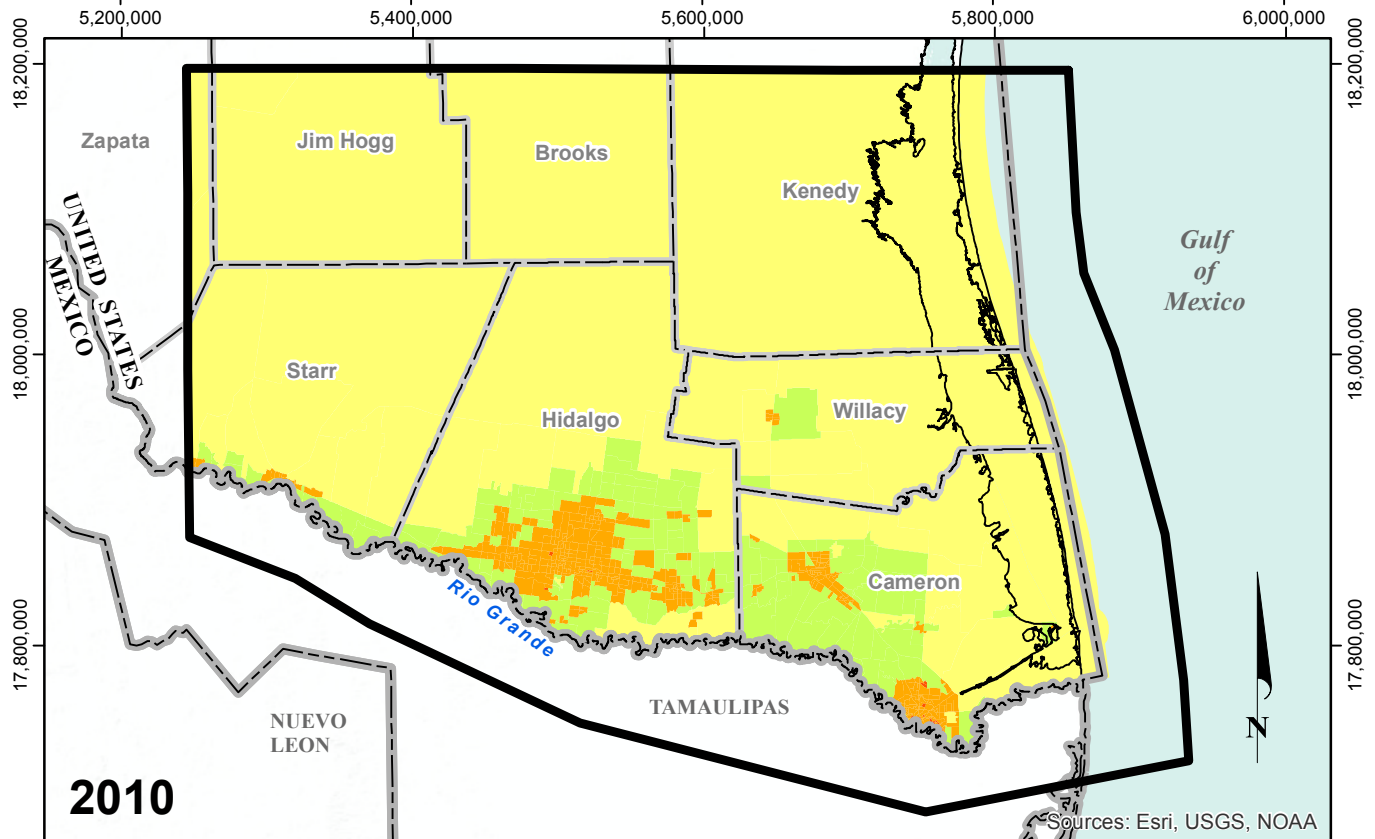 5,200,000
5,400,000
5,600,000
5,800,000
6,000,000
18,200,000
18,200,000
Zapata
Jim Hogg
Brooks
Kenedy
UNITED STATES
MEXICO
Gulf
of
Mexico
18,000,000
18,000,000
Starr
Hidalgo
Willacy
Cameron
Rio Grande
17,800,000
17,800,000
TAMAULIPAS
NUEVO
LEON
N
2010
Sources: Esri, USGS, NOAA